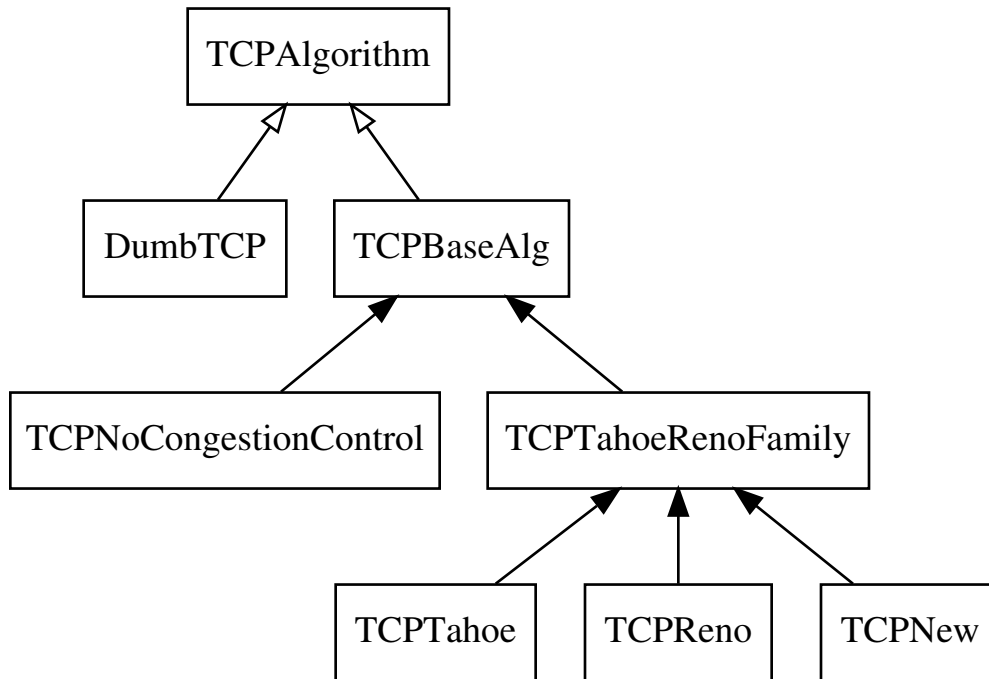 TCPAlgorithm
DumbTCP
TCPBaseAlg
TCPNoCongestionControl
TCPTahoeRenoFamily
TCPTahoe
TCPReno
TCPNew